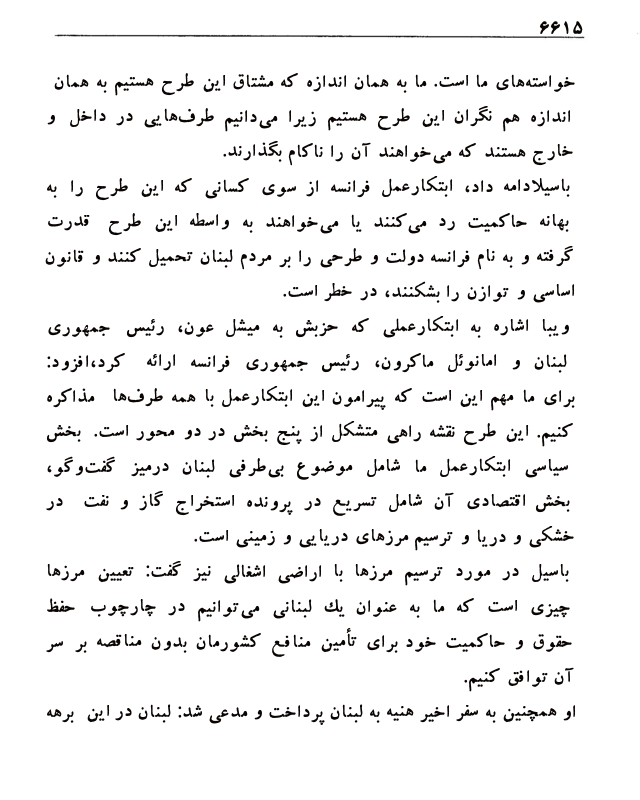 ۶۶۱۵
خواسته‌های ما است. ما به همان اندازه که مشتاق این طرح هستیم به همان
اندازه هم نگران این طرح هستیم زیرا می‌دانیم طرف‌هایی در داخل و
خارج هستند که می‌خواهند آن را ناکام بگذارند.
باسیلادامه داد، ابتکارعمل فرانسه از سوی کسانی که این طرح را به
بهانه حاکمیت رد می‌کنند یا می‌خواهند به واسطه این طرح قدرت
گرفته و به نام فرانسه دولت و طرحی را بر مردم لبنان تحمیل کنند و قانون
اساسی و توازن را بشکنند، در خطر است.
ویبا اشاره به ابتکارعملی که حزبش به میشل عون، رئیس جمهوری
لبنان و امانوئل ماکرون، رئیس جمهوری فرانسه ارائه کرد،افزود:
برای ما مهم این است که پیرامون این ابتکارعمل با همه طرف‌ها مذاکره
کنیم. این طرح نقشه راهی متشکل از پنج بخش در دو محور است. بخش
سیاسی ابتکارعمل ما شامل موضوع بی‌طرفی لبنان درمیز گفت‌وگو،
بخش اقتصادی آن شامل تسریع در پرونده استخراج گاز و نفت در
خشکی و دریا و ترسیم مرزهای دریایی و زمینی است.
باسیل در مورد ترسیم مرزها با اراضی اشغالی نیز گفت: تعیین مرزها
چیزی است که ما به عنوان یك لبنانی می‌توانیم در چارچوب حفظ
حقوق و حاکمیت خود برای تأمین منافع کشورمان بدون مناقصه بر سر
آن توافق کنیم.
او همچنین به سفر اخیر هنیه به لبنان پرداخت و مدعی شد: لبنان در این برهه